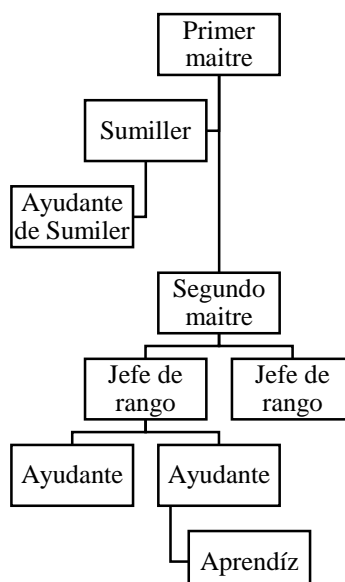 Primer
maitre
Sumiller
Ayudante
de Sumiler
Segundo
maitre
Jefe de
rango
Jefe de
rango
Ayudante
Ayudante
Aprendíz